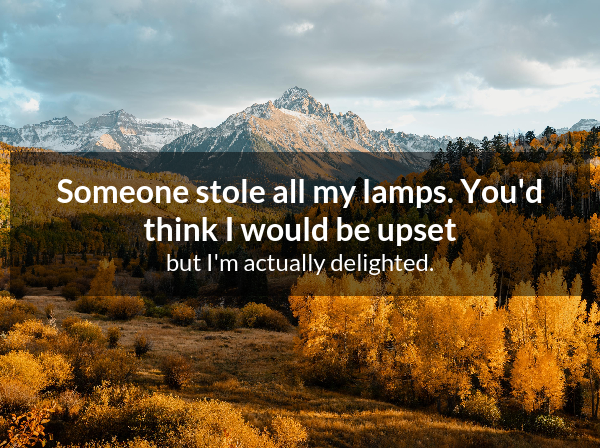 Someone stole all my lamps. You'd
think I would be upset
but I'm actually delighted.